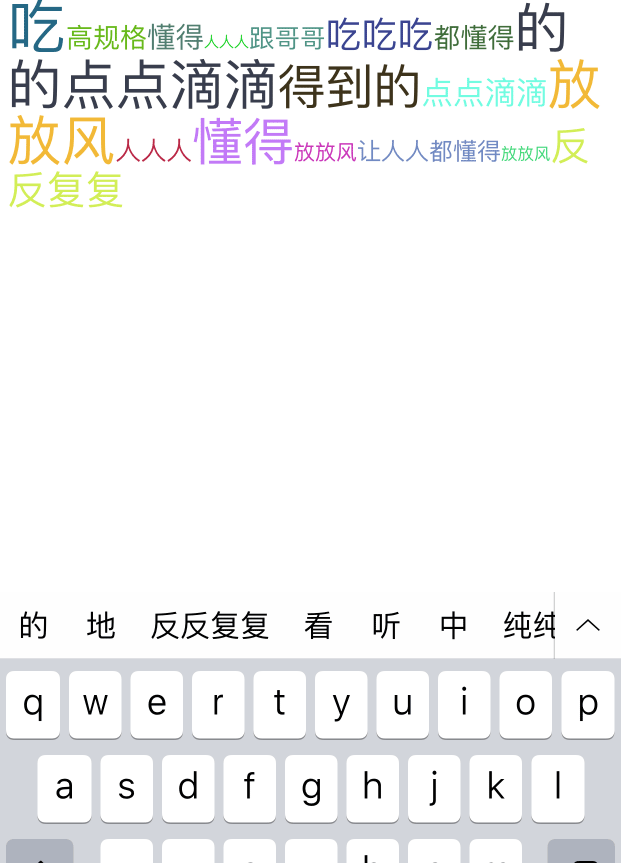 吃高规格懂得人人人跟哥哥吃吃吃都懂得的
的点点滴滴得到的点点滴滴放
放风人人人懂得放放风让人人都懂得放放风反
反复复
的 地 反反复复 看 听 中 纯纯
q w e r t y u i o p
a s d f g h j k l